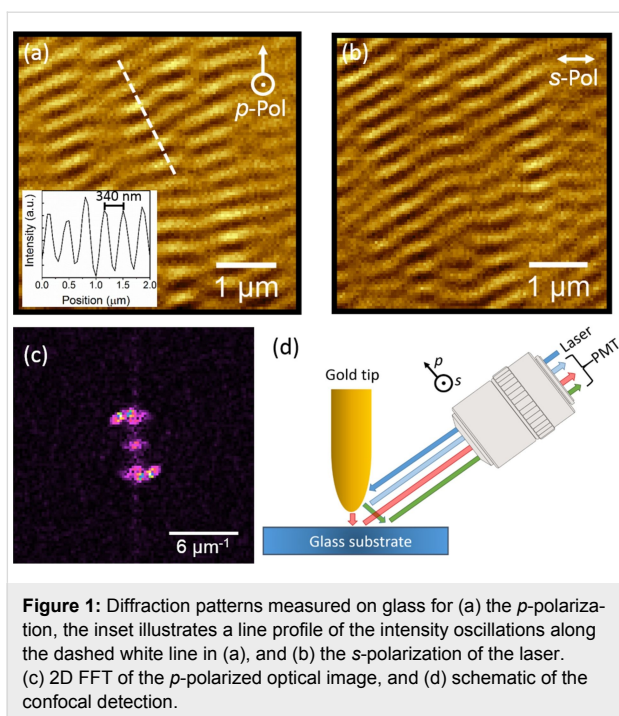 (a)
p-Pol
340 nm
Intensity (a.u.)
0.0 0.5 1.0 1.5 2.0
Position (μm)
1 μm
(b)
s-Pol
1 μm
(c)
6 μm⁻¹
(d)
Gold tip
p
s
Laser
PMT
Glass substrate
Figure 1: Diffraction patterns measured on glass for (a) the p-polariza-
tion, the inset illustrates a line profile of the intensity oscillations along
the dashed white line in (a), and (b) the s-polarization of the laser.
(c) 2D FFT of the p-polarized optical image, and (d) schematic of the
confocal detection.